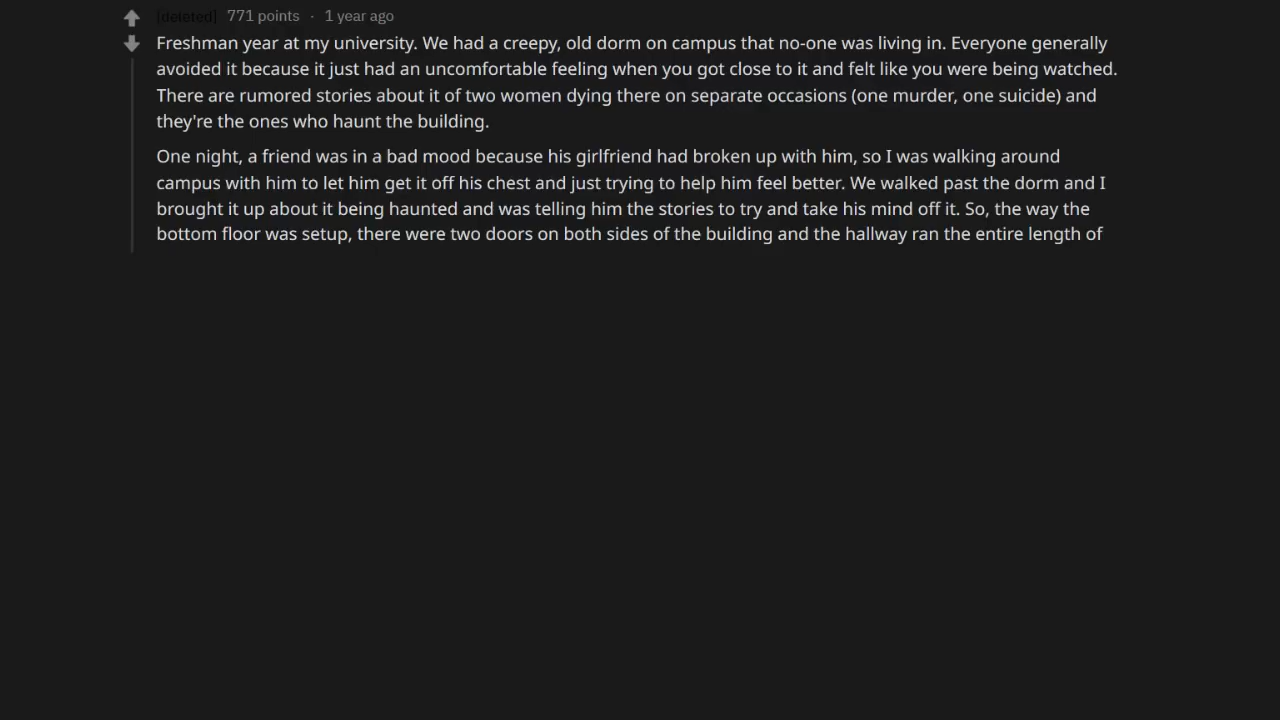 [deleted] 771 points · 1 year ago
Freshman year at my university. We had a creepy, old dorm on campus that no-one was living in. Everyone generally
avoided it because it just had an uncomfortable feeling when you got close to it and felt like you were being watched.
There are rumored stories about it of two women dying there on separate occasions (one murder, one suicide) and
they're the ones who haunt the building.
One night, a friend was in a bad mood because his girlfriend had broken up with him, so I was walking around
campus with him to let him get it off his chest and just trying to help him feel better. We walked past the dorm and I
brought it up about it being haunted and was telling him the stories to try and take his mind off it. So, the way the
bottom floor was setup, there were two doors on both sides of the building and the hallway ran the entire length of